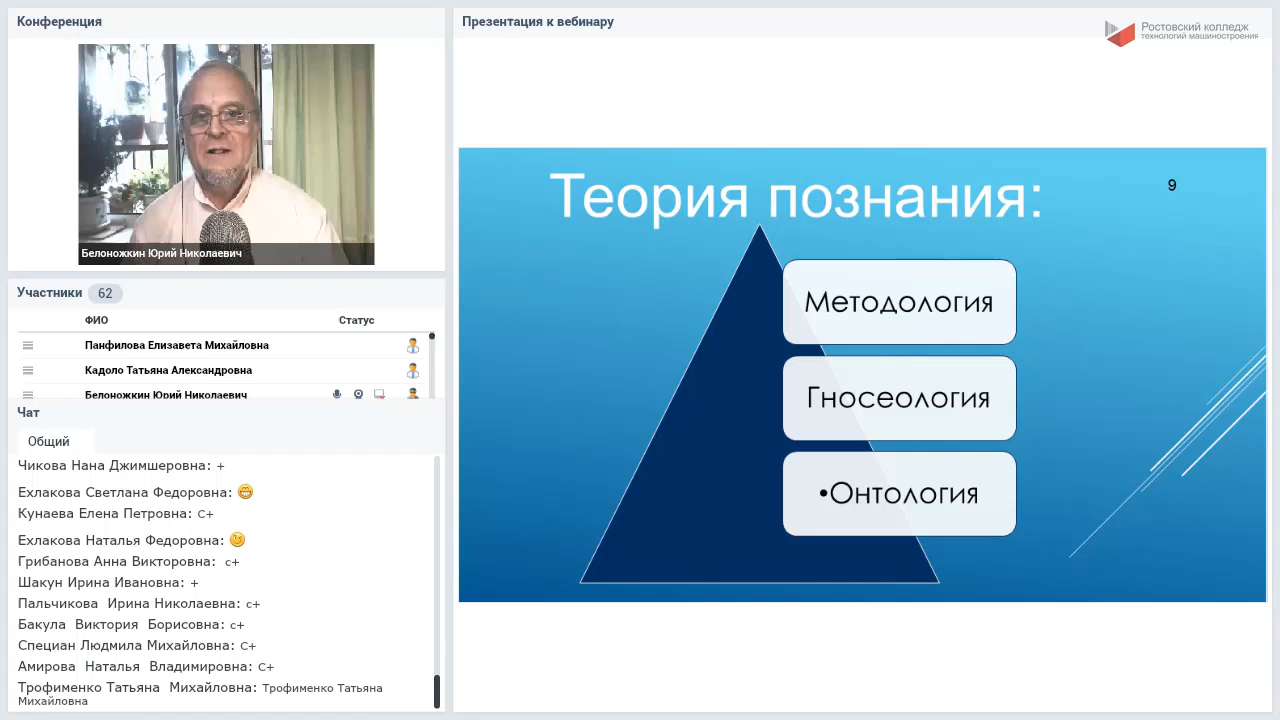 Конференция
Белоножкин Юрий Николаевич
Участники 62
ФИО Статус
Панфилова Елизавета Михайловна
Кадоло Татьяна Александровна
Белоножкин Юрий Николаевич
Чат
Общий
Чикова Нана Джимшеровна: +
Ехлакова Светлана Федоровна:
Кунаева Елена Петровна: С+
Ехлакова Наталья Федоровна:
Грибанова Анна Викторовна: с+
Шакун Ирина Ивановна: +
Пальчикова Ирина Николаевна: с+
Бакула Виктория Борисовна: с+
Специан Людмила Михайловна: С+
Амирова Наталья Владимировна: С+
Трофименко Татьяна Михайловна: Трофименко Татьяна
Михайловна
Презентация к вебинару
Ростовский колледж
технологий машиностроения
Теория познания:
9
Методология
Гносеология
•Онтология